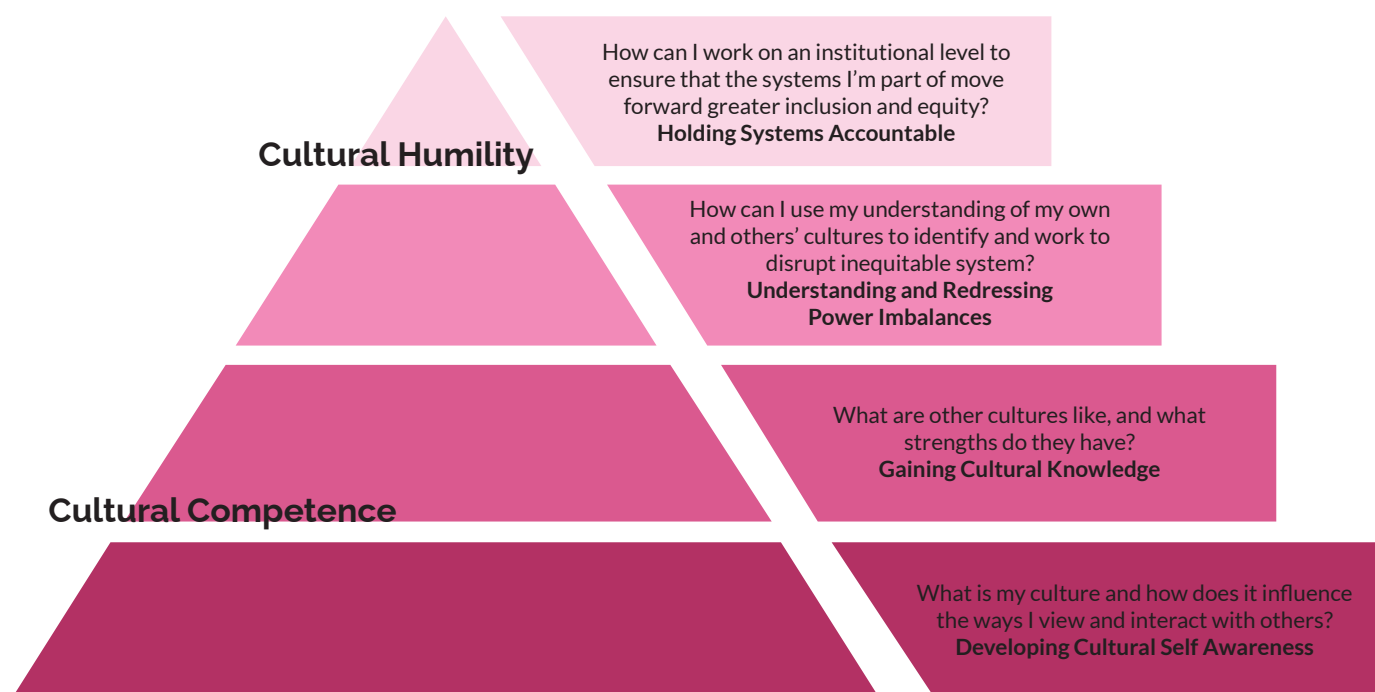 How can I work on an institutional level to
ensure that the systems I'm part of move
forward greater inclusion and equity?
Holding Systems Accountable
Cultural Humility
How can I use my understanding of my own
and others' cultures to identify and work to
disrupt inequitable system?
Understanding and Redressing
Power Imbalances
What are other cultures like, and what
strengths do they have?
Gaining Cultural Knowledge
Cultural Competence
What is my culture and how does it influence
the ways I view and interact with others?
Developing Cultural Self Awareness